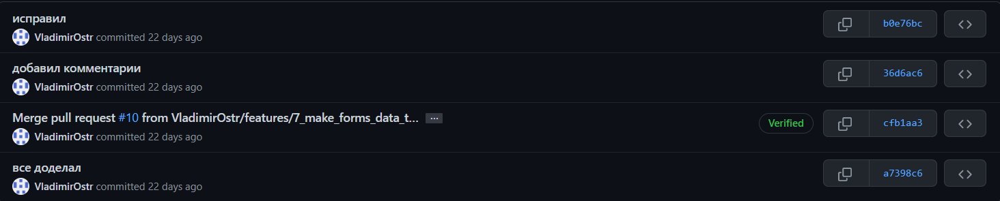 исправил
b0e76bc
VladimirOstr committed 22 days ago
добавил комментарии
36d6ac6
VladimirOstr committed 22 days ago
Merge pull request #10 from VladimirOstr/features/7_make_forms_data_t... ...
Verified
cfb1aa3
VladimirOstr committed 22 days ago
все доделал
a7398c6
VladimirOstr committed 22 days ago